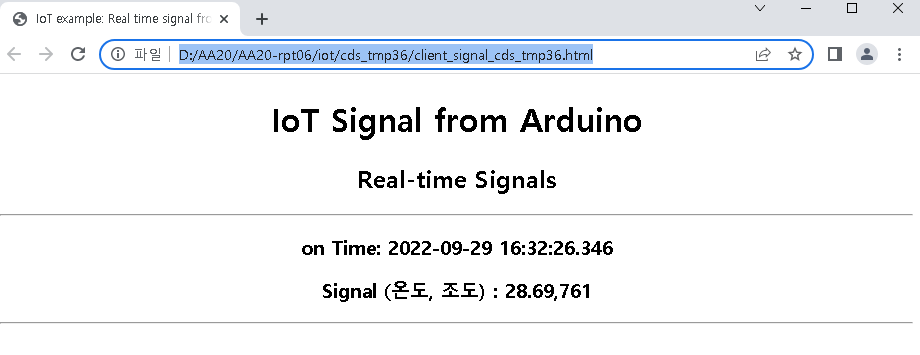 IoT example: Real time signal fro
파일 D:/AA20/AA20-rpt06/iot/cds_tmp36/client_signal_cds_tmp36.html
IoT Signal from Arduino
Real-time Signals
on Time: 2022-09-29 16:32:26.346
Signal (온도, 조도) : 28.69,761